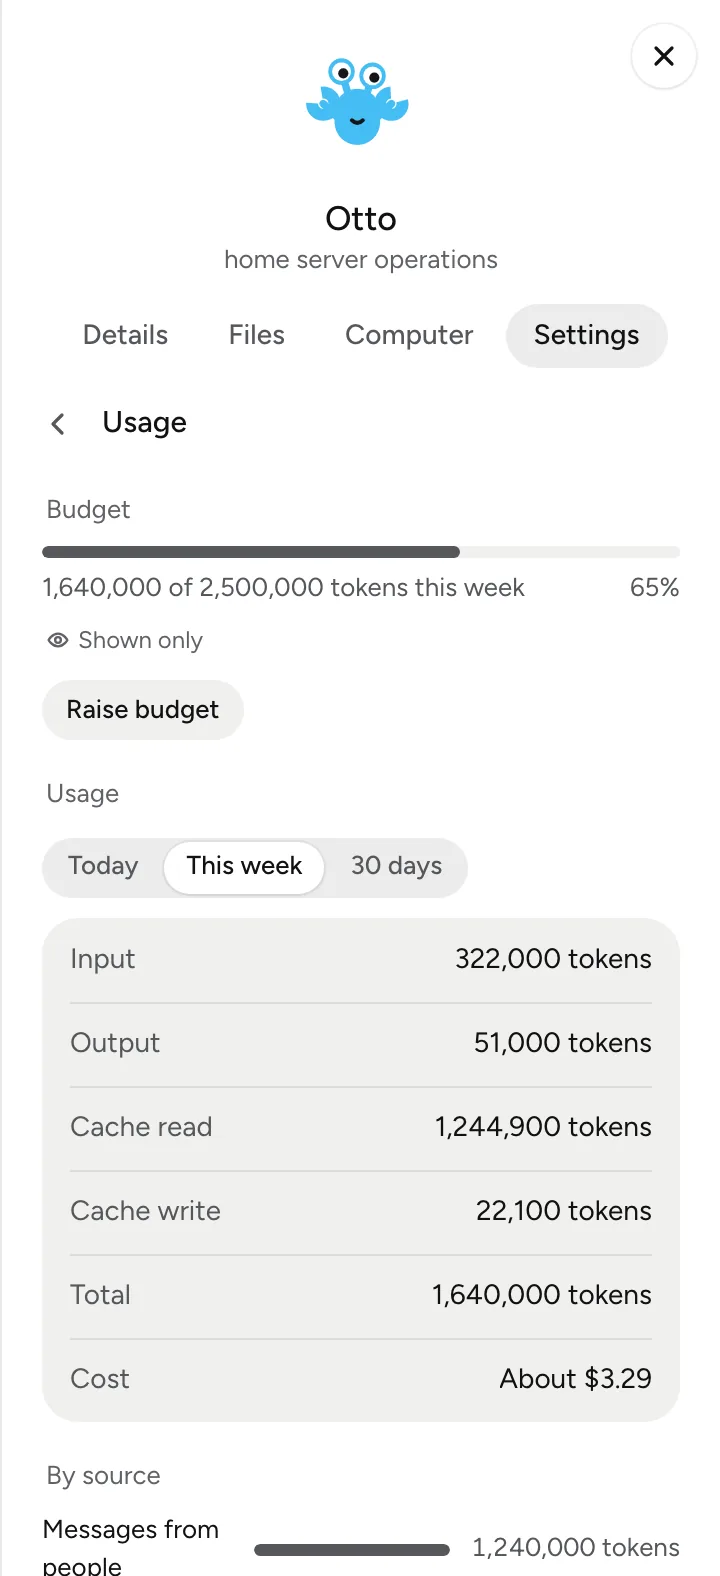 Otto
home server operations
Details Files Computer Settings
Usage
Budget
1,640,000 of 2,500,000 tokens this week 65%
Shown only
Raise budget
Usage
Today This week 30 days
Input 322,000 tokens
Output 51,000 tokens
Cache read 1,244,900 tokens
Cache write 22,100 tokens
Total 1,640,000 tokens
Cost About $3.29
By source
Messages from
people 1,240,000 tokens